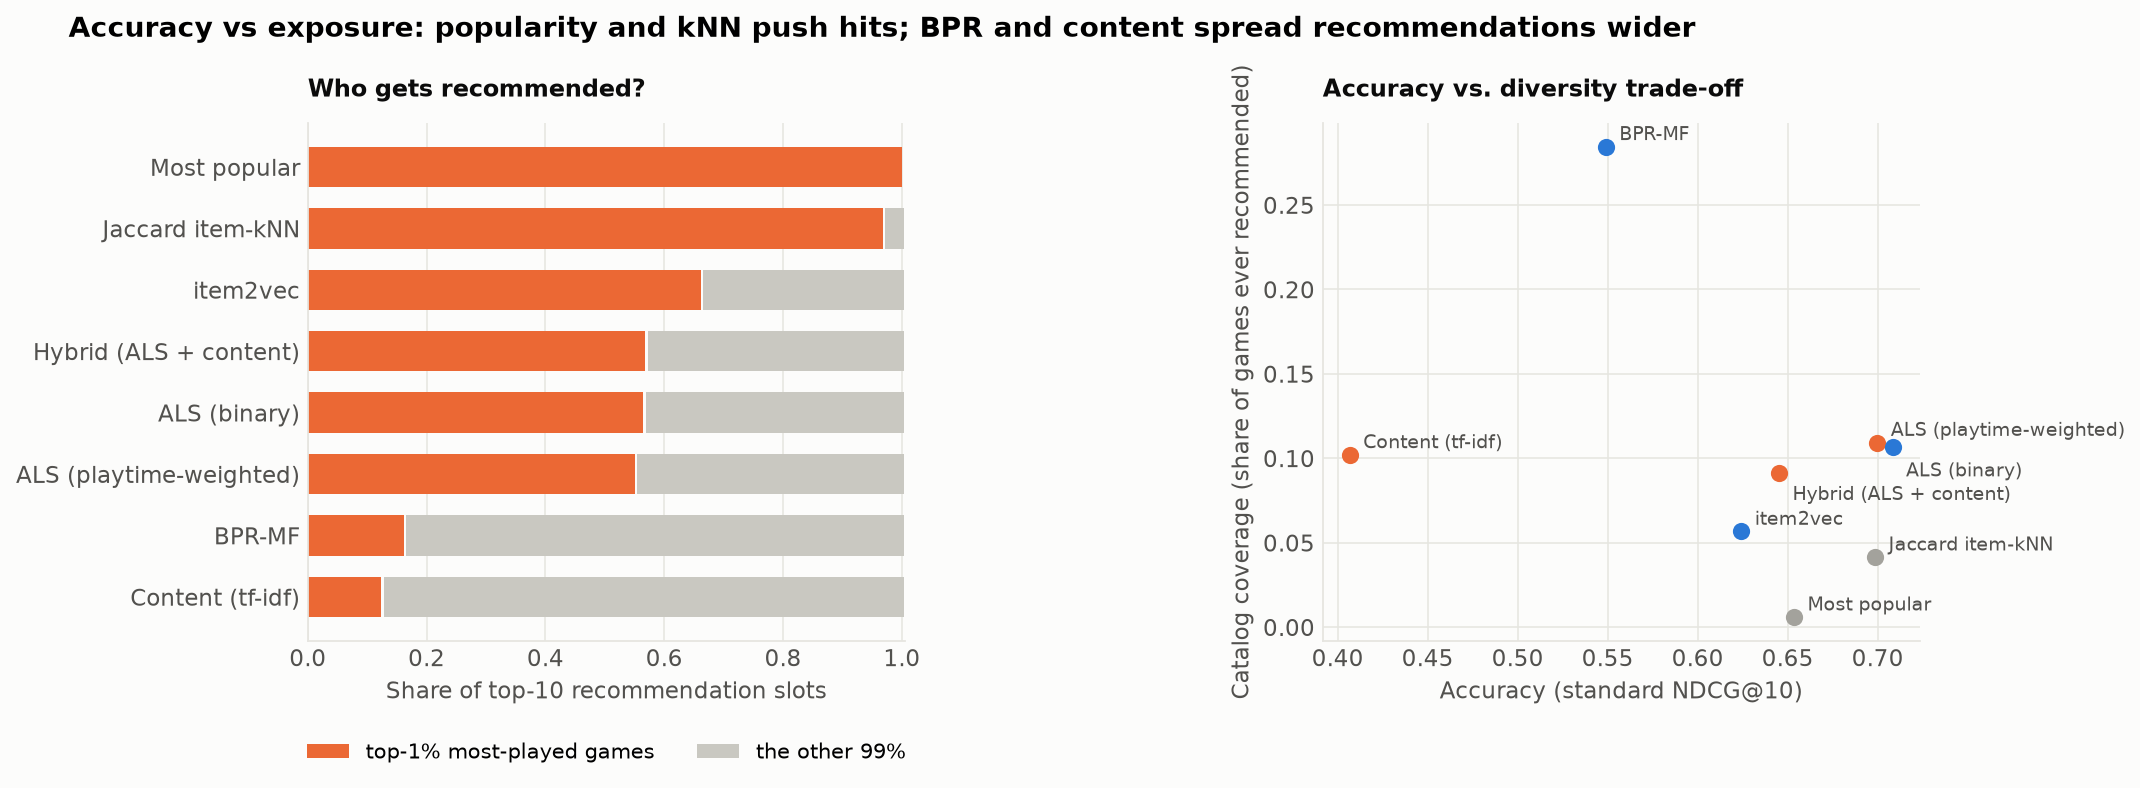 Accuracy vs exposure: popularity and kNN push hits; BPR and content spread recommendations wider
Who gets recommended?
Most popular
Jaccard item-kNN
item2vec
Hybrid (ALS + content)
ALS (binary)
ALS (playtime-weighted)
BPR-MF
Content (tf-idf)
0.0 0.2 0.4 0.6 0.8 1.0
Share of top-10 recommendation slots
top-1% most-played games
the other 99%
Accuracy vs. diversity trade-off
Catalog coverage (share of games ever recommended)
0.25
0.20
0.15
0.10
0.05
0.00
BPR-MF
Content (tf-idf)
ALS (playtime-weighted)
ALS (binary)
Hybrid (ALS + content)
item2vec
Jaccard item-kNN
Most popular
0.40 0.45 0.50 0.55 0.60 0.65 0.70
Accuracy (standard NDCG@10)